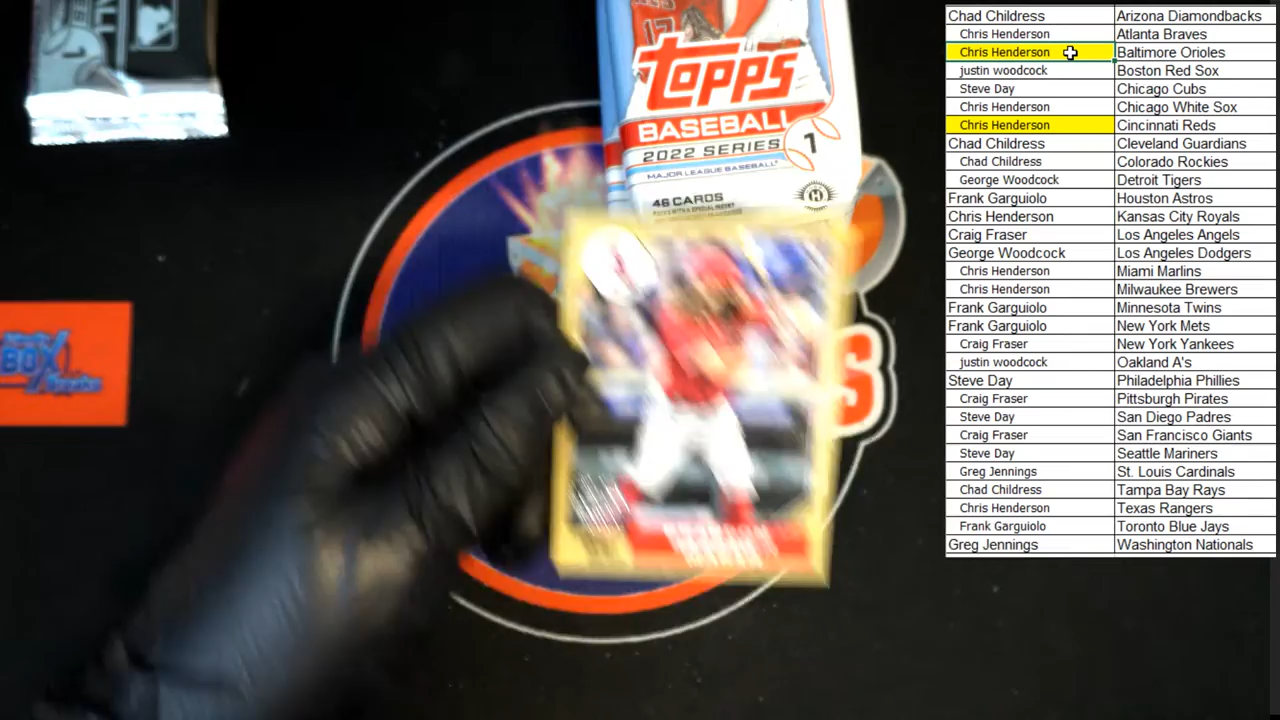 17
TOPPS
BASEBALL
2022 SERIES 1
MAJOR LEAGUE BASEBALL
46 CARDS
H
BOX
Breaks
S
Chad Childress Arizona Diamondbacks
Chris Henderson Atlanta Braves
Chris Henderson Baltimore Orioles
justin woodcock Boston Red Sox
Steve Day Chicago Cubs
Chris Henderson Chicago White Sox
Chris Henderson Cincinnati Reds
Chad Childress Cleveland Guardians
Chad Childress Colorado Rockies
George Woodcock Detroit Tigers
Frank Garguiolo Houston Astros
Chris Henderson Kansas City Royals
Craig Fraser Los Angeles Angels
George Woodcock Los Angeles Dodgers
Chris Henderson Miami Marlins
Chris Henderson Milwaukee Brewers
Frank Garguiolo Minnesota Twins
Frank Garguiolo New York Mets
Craig Fraser New York Yankees
justin woodcock Oakland A's
Steve Day Philadelphia Phillies
Craig Fraser Pittsburgh Pirates
Steve Day San Diego Padres
Craig Fraser San Francisco Giants
Steve Day Seattle Mariners
Greg Jennings St. Louis Cardinals
Chad Childress Tampa Bay Rays
Chris Henderson Texas Rangers
Frank Garguiolo Toronto Blue Jays
Greg Jennings Washington Nationals